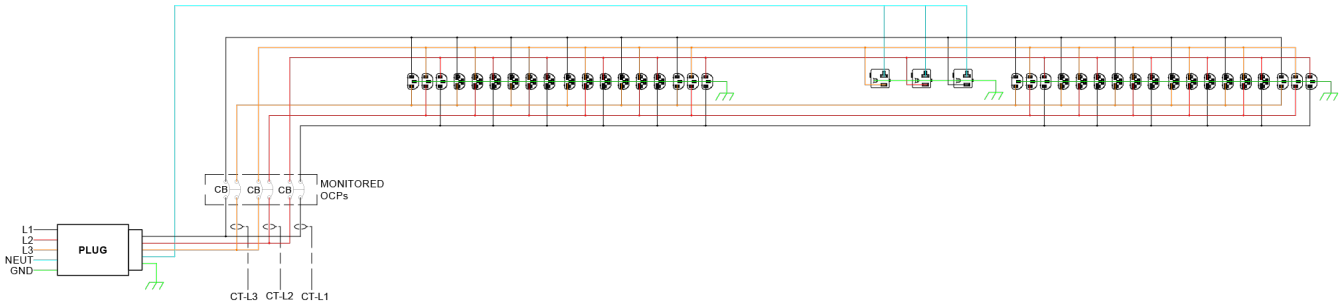 CB CB CB MONITORED
OCPs
L1
L2
L3
NEUT
GND
PLUG
CT-L3 CT-L2 CT-L1